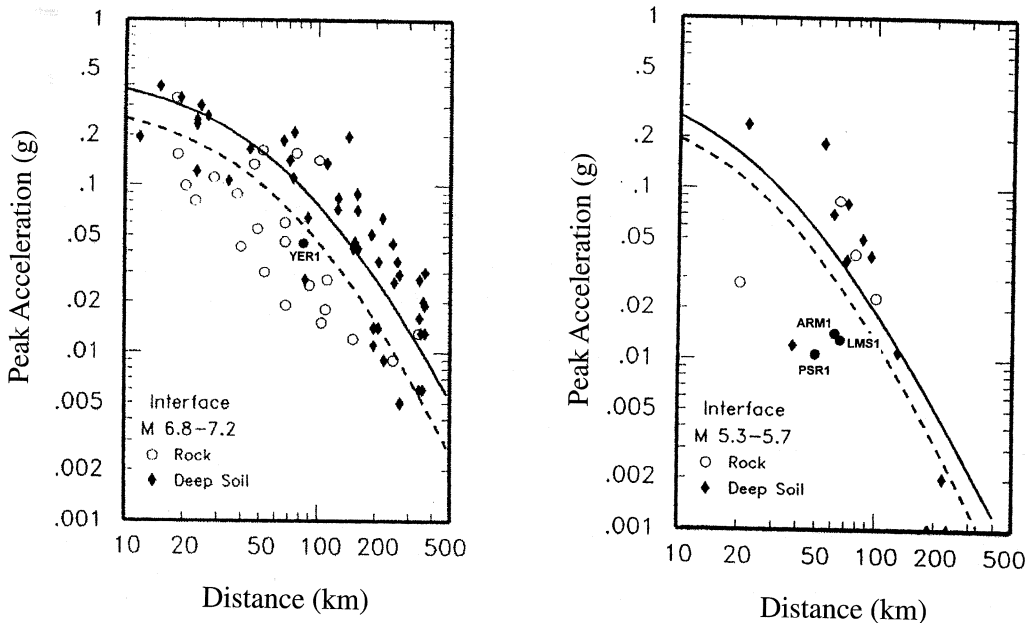 Peak Acceleration (g)
1
.5
.2
.1
.05
.02
.01
.005
.002
.001
YER1
Interface
M 6.8–7.2
Rock
Deep Soil
10 20 50 100 200 500
Distance (km)
Peak Acceleration (g)
1
.5
.2
.1
.05
.02
.01
.005
.002
.001
ARM1
LMS1
PSR1
Interface
M 5.3–5.7
Rock
Deep Soil
10 20 50 100 200 500
Distance (km)